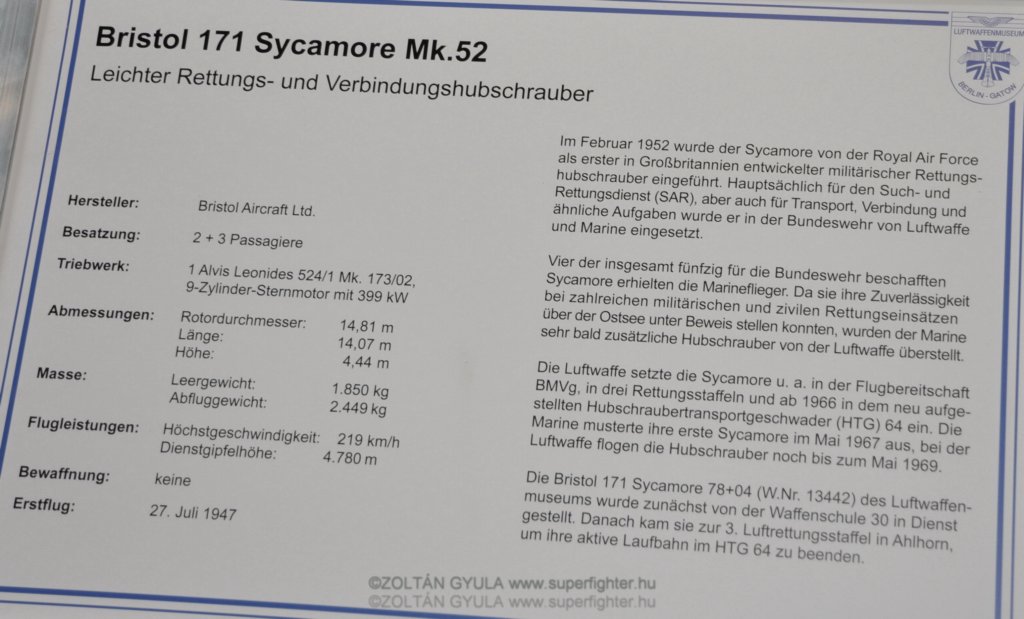 Bristol 171 Sycamore Mk.52
Leichter Rettungs- und Verbindungshubschrauber
LUFTWAFFENMUSEUM
BERLIN - GATOW
Hersteller: Bristol Aircraft Ltd.
Besatzung: 2 + 3 Passagiere
Triebwerk: 1 Alvis Leonides 524/1 Mk. 173/02,
9-Zylinder-Sternmotor mit 399 kW
Abmessungen: Rotordurchmesser: 14,81 m
Länge: 14,07 m
Höhe: 4,44 m
Masse: Leergewicht: 1.850 kg
Abfluggewicht: 2.449 kg
Flugleistungen: Höchstgeschwindigkeit: 219 km/h
Dienstgipfelhöhe: 4.780 m
Bewaffnung: keine
Erstflug: 27. Juli 1947
Im Februar 1952 wurde der Sycamore von der Royal Air Force
als erster in Großbritannien entwickelter militärischer Rettungs-
hubschrauber eingeführt. Hauptsächlich für den Such- und
Rettungsdienst (SAR), aber auch für Transport, Verbindung und
ähnliche Aufgaben wurde er in der Bundeswehr von Luftwaffe
und Marine eingesetzt.
Vier der insgesamt fünfzig für die Bundeswehr beschafften
Sycamore erhielten die Marineflieger. Da sie ihre Zuverlässigkeit
bei zahlreichen militärischen und zivilen Rettungseinsätzen
über der Ostsee unter Beweis stellen konnten, wurden der Marine
sehr bald zusätzliche Hubschrauber von der Luftwaffe überstellt.
Die Luftwaffe setzte die Sycamore u. a. in der Flugbereitschaft
BMVg, in drei Rettungsstaffeln und ab 1966 in dem neu aufge-
stellten Hubschraubertransportgeschwader (HTG) 64 ein. Die
Marine musterte ihre erste Sycamore im Mai 1967 aus, bei der
Luftwaffe flogen die Hubschrauber noch bis zum Mai 1969.
Die Bristol 171 Sycamore 78+04 (W.Nr. 13442) des Luftwaffen-
museums wurde zunächst von der Waffenschule 30 in Dienst
gestellt. Danach kam sie zur 3. Luftrettungsstaffel in Ahlhorn,
um ihre aktive Laufbahn im HTG 64 zu beenden.
©ZOLTÁN GYULA www.superfighter.hu
©ZOLTÁN GYULA www.superfighter.hu